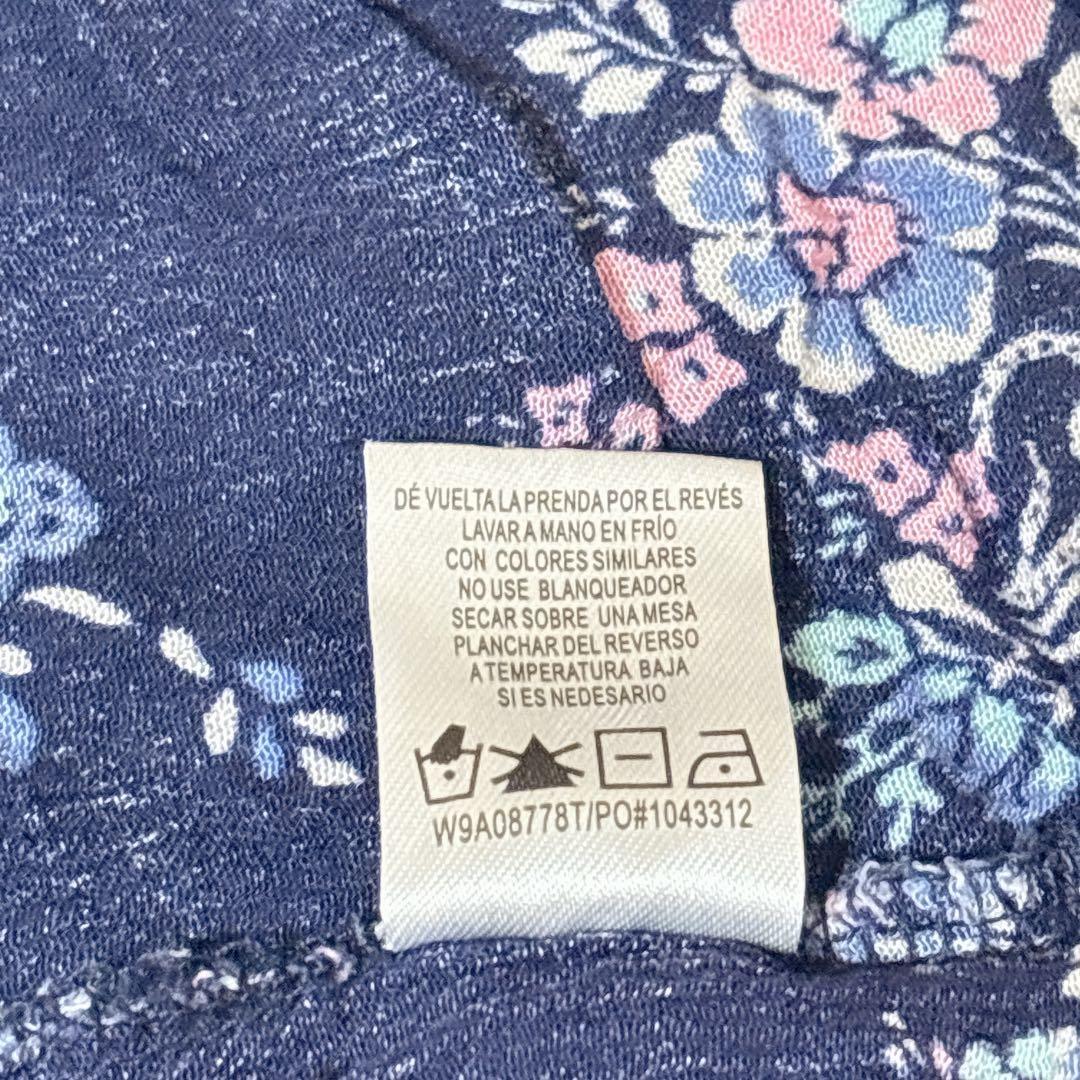 DÉ VUELTA LA PRENDA POR EL REVÉS
LAVAR A MANO EN FRÍO
CON COLORES SIMILARES
NO USE BLANQUEADOR
SECAR SOBRE UNA MESA
PLANCHAR DEL REVERSO
A TEMPERATURA BAJA
SI ES NEDESARIO
W9A08778T/PO#1043312